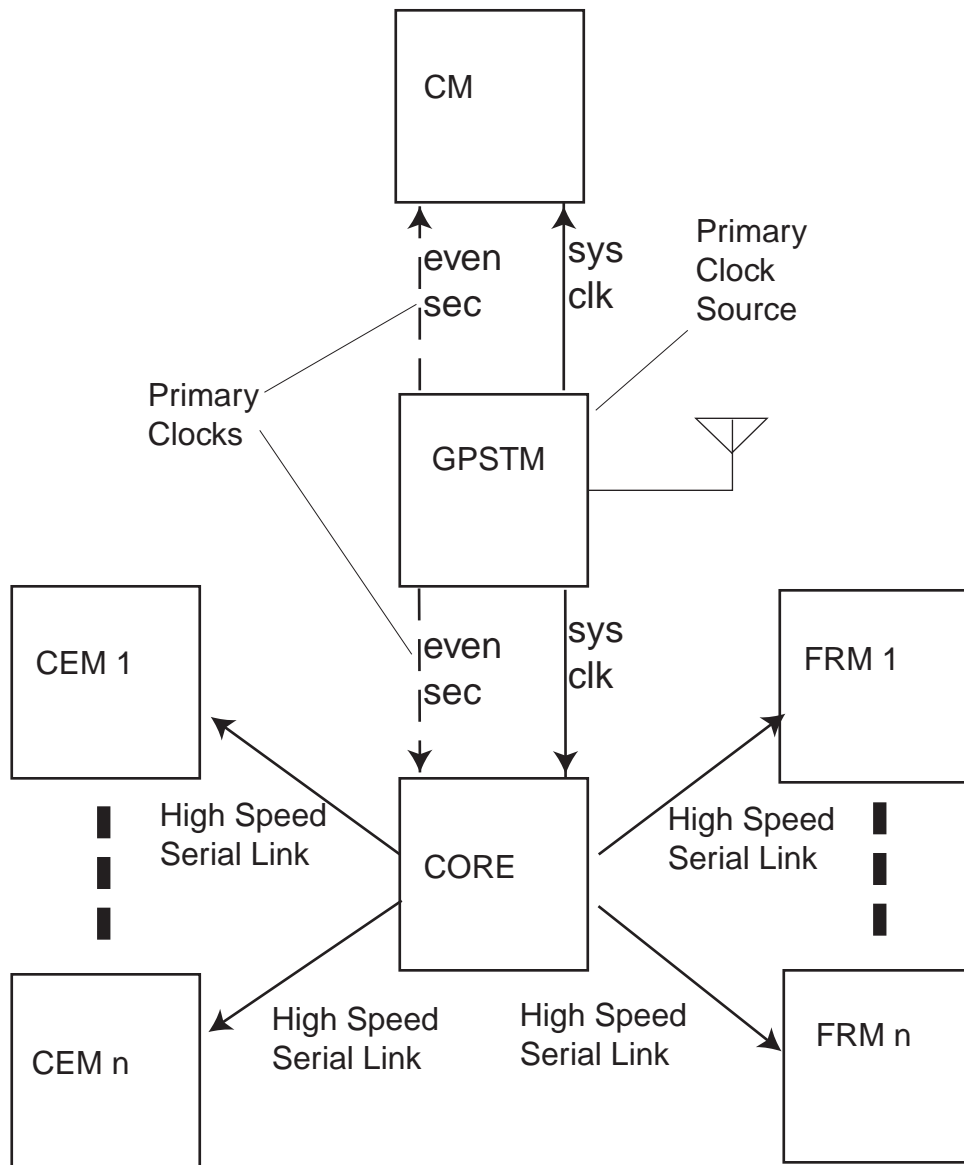 CM
even
sec
sys
clk
Primary
Clock
Source
Primary
Clocks
GPSTM
even
sec
sys
clk
CEM 1
FRM 1
High Speed
Serial Link
High Speed
Serial Link
CORE
High Speed
Serial Link
High Speed
Serial Link
CEM n
FRM n